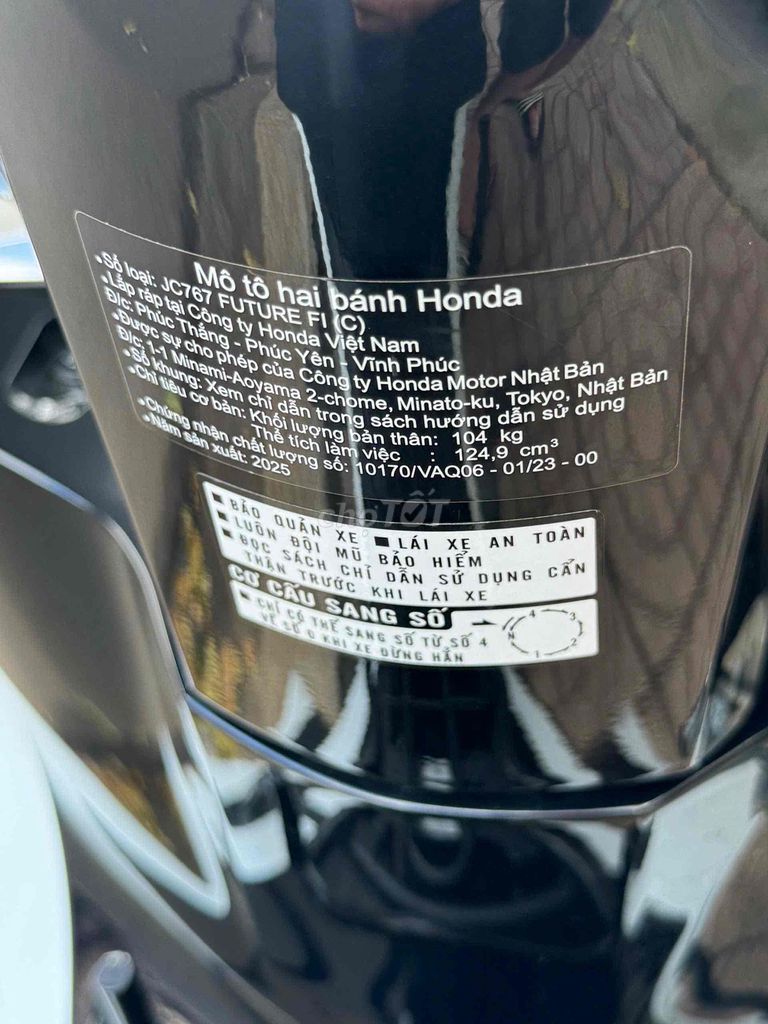 Mô tô hai bánh Honda
•Số loại: JC767 FUTURE FI (C)
•Lắp ráp tại Công ty Honda Việt Nam
Đ/c: Phúc Thắng - Phúc Yên - Vĩnh Phúc
•Được sự cho phép của Công ty Honda Motor Nhật Bản
Đ/c: 1-1 Minami-Aoyama 2-chome, Minato-ku, Tokyo, Nhật Bản
•Số khung: Xem chỉ dẫn trong sách hướng dẫn sử dụng
•Chỉ tiêu cơ bản: Khối lượng bản thân: 104 kg
Thể tích làm việc : 124,9 cm³
•Chứng nhận chất lượng số: 10170/VAQ06 - 01/23 - 00
•Năm sản xuất: 2025
chợTỐT
■ BẢO QUẢN XE ■ LÁI XE AN TOÀN
■ LUÔN ĐỘI MŨ BẢO HIỂM
■ ĐỌC SÁCH CHỈ DẪN SỬ DỤNG CẨN
THẬN TRƯỚC KHI LÁI XE
CƠ CẤU SANG SỐ
■ CHỈ CÓ THỂ SANG SỐ TỪ SỐ 4
VỀ SỐ 0 KHI XE DỪNG HẲN
N 4 3 2 1